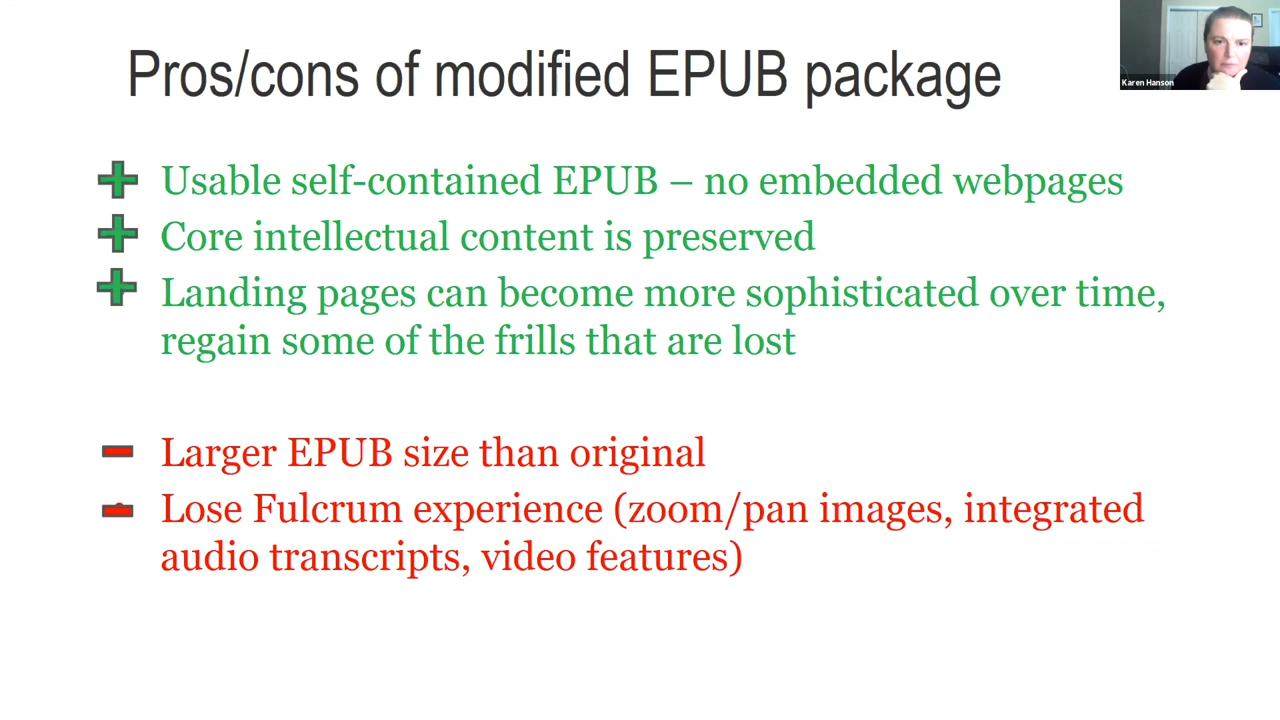 Pros/cons of modified EPUB package
Karen Hanson
Usable self-contained EPUB – no embedded webpages
Core intellectual content is preserved
Landing pages can become more sophisticated over time,
regain some of the frills that are lost
Larger EPUB size than original
Lose Fulcrum experience (zoom/pan images, integrated
audio transcripts, video features)